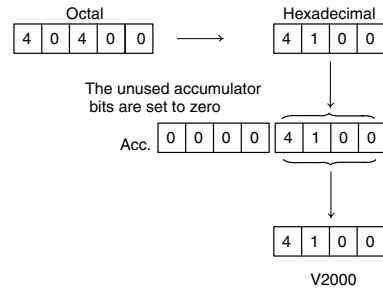 Octal
Hexadecimal
4 0 4 0 0
4 1 0 0
The unused accumulator
bits are set to zero
Acc.
0 0 0 0 4 1 0 0
4 1 0 0
V2000